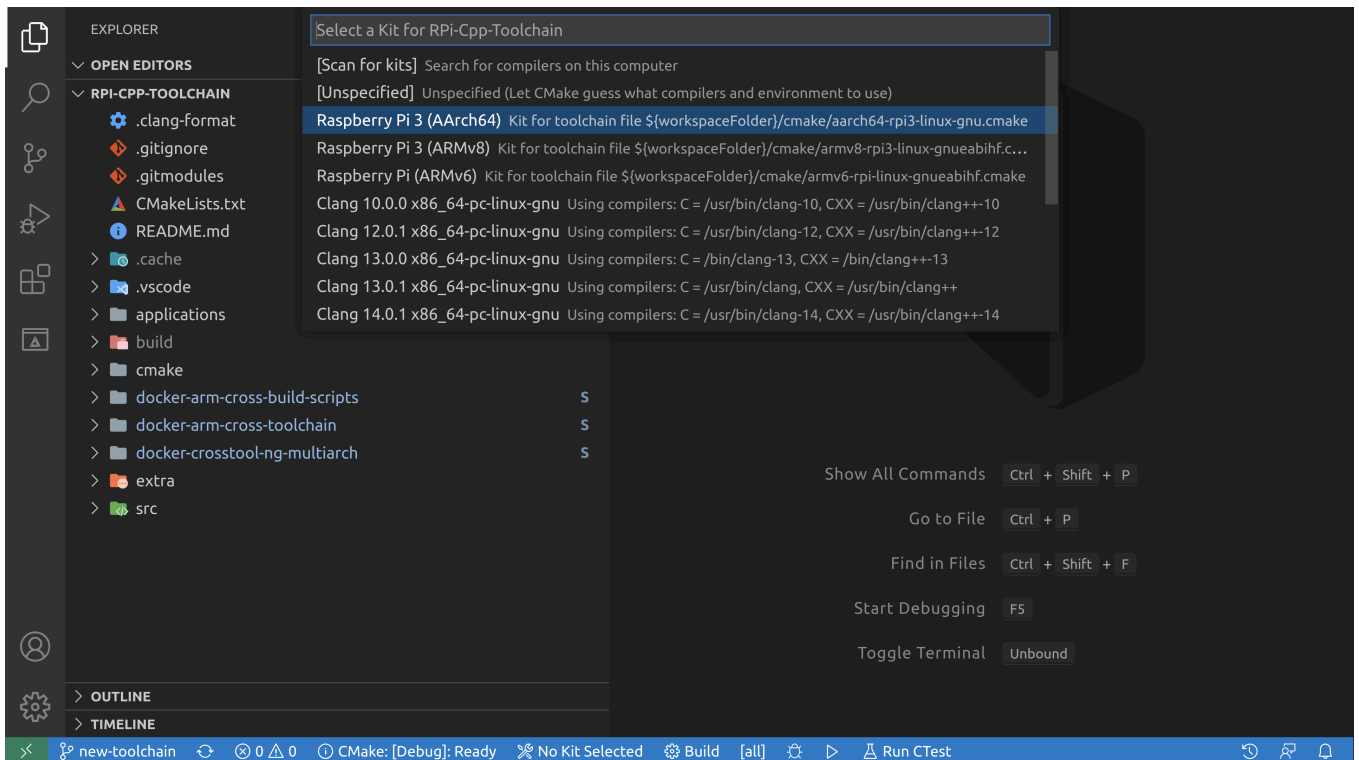 EXPLORER
OPEN EDITORS
RPI-CPP-TOOLCHAIN
.clang-format
.gitignore
.gitmodules
CMakeLists.txt
README.md
.cache
.vscode
applications
build
cmake
docker-arm-cross-build-scripts S
docker-arm-cross-toolchain S
docker-crosstool-ng-multiarch S
extra
src
OUTLINE
TIMELINE
Select a Kit for RPi-Cpp-Toolchain
[Scan for kits] Search for compilers on this computer
[Unspecified] Unspecified (Let CMake guess what compilers and environment to use)
Raspberry Pi 3 (AArch64) Kit for toolchain file ${workspaceFolder}/cmake/aarch64-rpi3-linux-gnu.cmake
Raspberry Pi 3 (ARMv8) Kit for toolchain file ${workspaceFolder}/cmake/armv8-rpi3-linux-gnueabihf.c...
Raspberry Pi (ARMv6) Kit for toolchain file ${workspaceFolder}/cmake/armv6-rpi-linux-gnueabihf.cmake
Clang 10.0.0 x86_64-pc-linux-gnu Using compilers: C = /usr/bin/clang-10, CXX = /usr/bin/clang++-10
Clang 12.0.1 x86_64-pc-linux-gnu Using compilers: C = /usr/bin/clang-12, CXX = /usr/bin/clang++-12
Clang 13.0.0 x86_64-pc-linux-gnu Using compilers: C = /bin/clang-13, CXX = /bin/clang++-13
Clang 13.0.1 x86_64-pc-linux-gnu Using compilers: C = /usr/bin/clang, CXX = /usr/bin/clang++
Clang 14.0.1 x86_64-pc-linux-gnu Using compilers: C = /usr/bin/clang-14, CXX = /usr/bin/clang++-14
Show All Commands Ctrl + Shift + P
Go to File Ctrl + P
Find in Files Ctrl + Shift + F
Start Debugging F5
Toggle Terminal Unbound
new-toolchain 0 0 CMake: [Debug]: Ready No Kit Selected Build [all] Run CTest